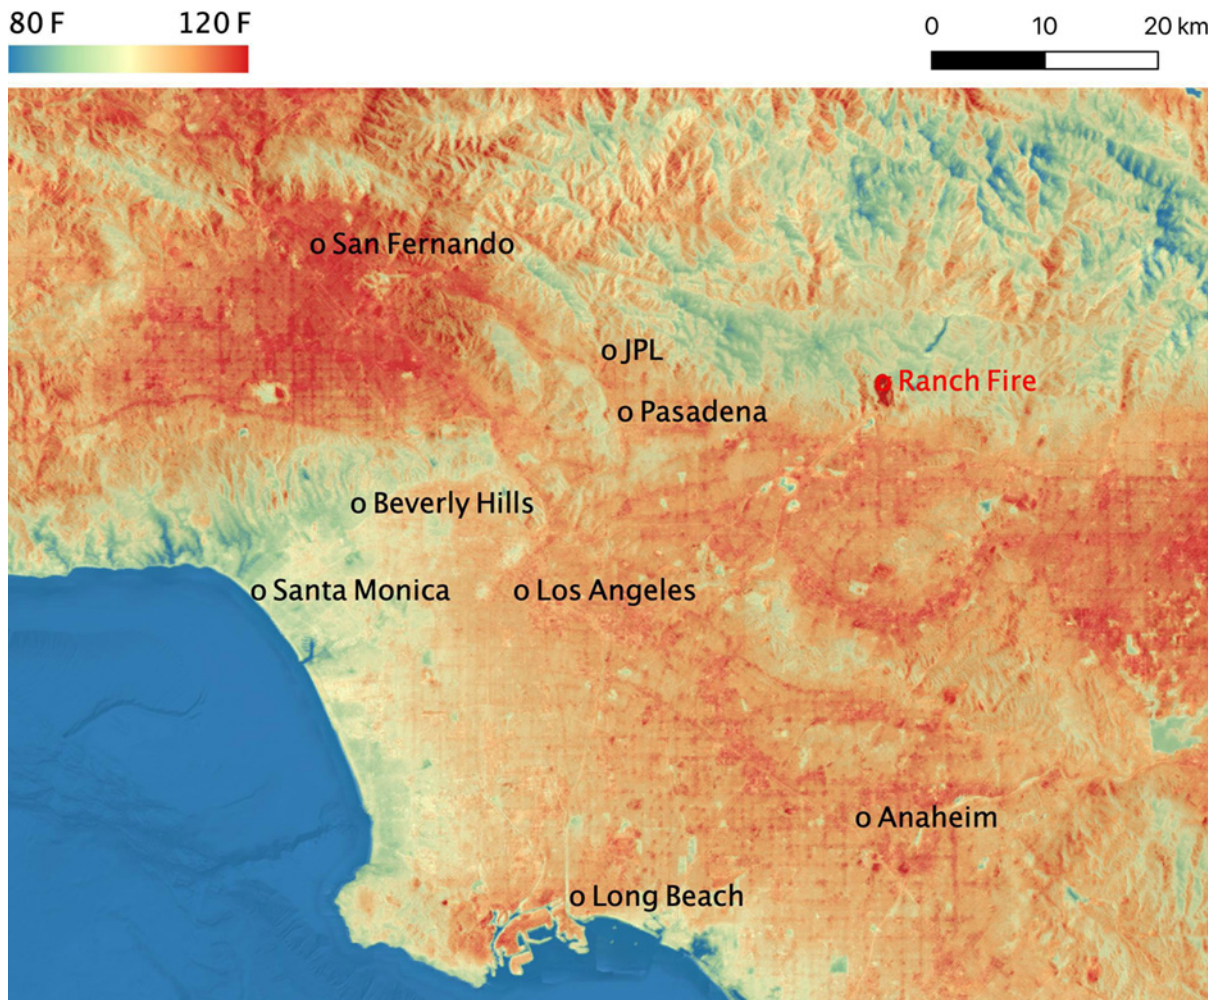 80 F 120 F
0 10 20 km
o San Fernando
o JPL
Ranch Fire
o Pasadena
o Beverly Hills
o Santa Monica
o Los Angeles
o Anaheim
o Long Beach